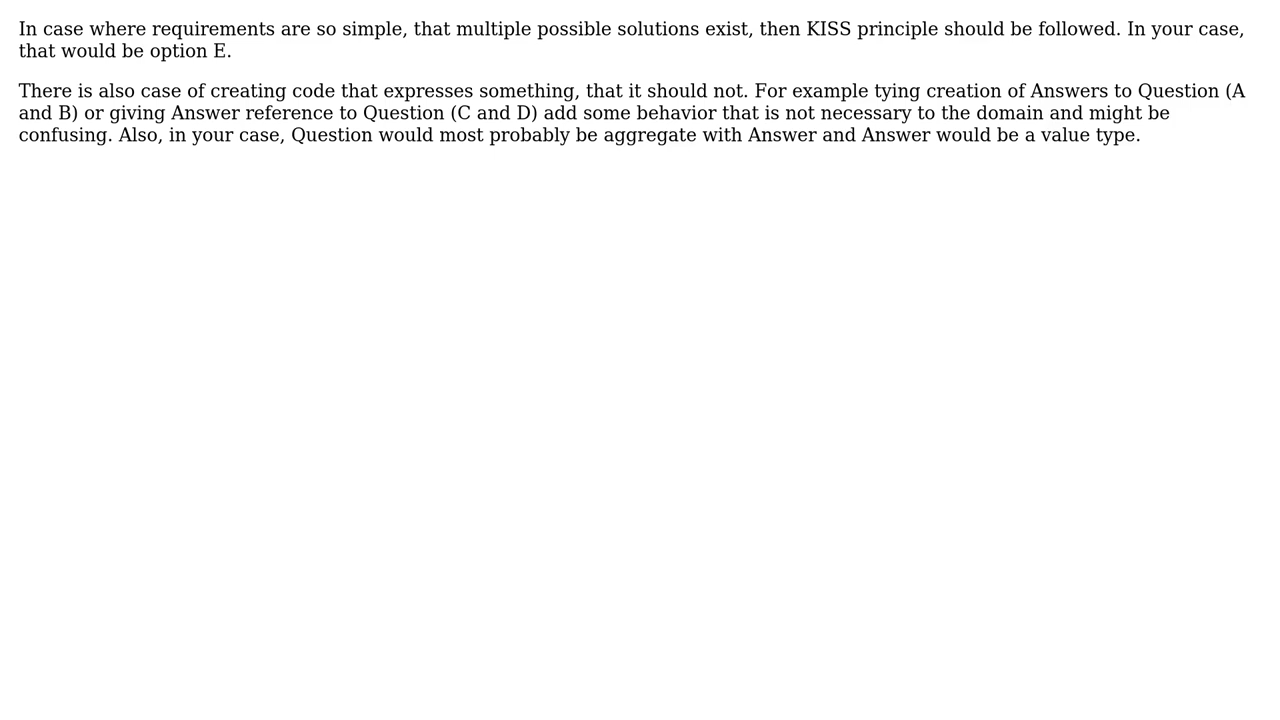 In case where requirements are so simple, that multiple possible solutions exist, then KISS principle should be followed. In your case,
that would be option E.
There is also case of creating code that expresses something, that it should not. For example tying creation of Answers to Question (A
and B) or giving Answer reference to Question (C and D) add some behavior that is not necessary to the domain and might be
confusing. Also, in your case, Question would most probably be aggregate with Answer and Answer would be a value type.